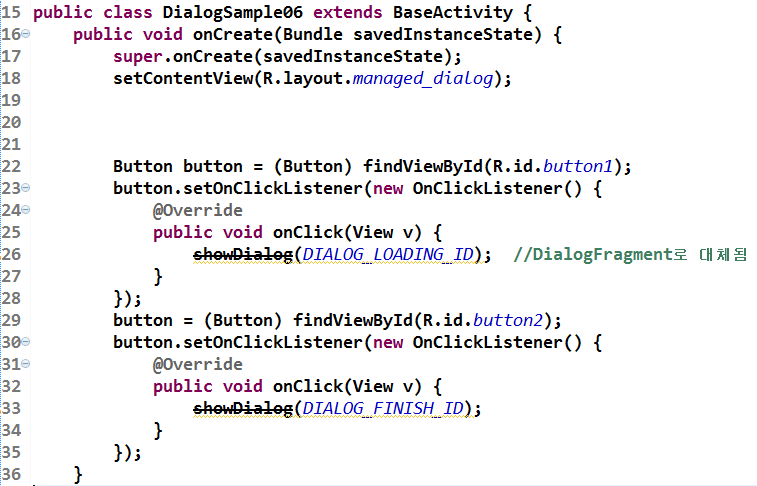 15 public class DialogSample06 extends BaseActivity {
16 public void onCreate(Bundle savedInstanceState) {
17 super.onCreate(savedInstanceState);
18 setContentView(R.layout.managed_dialog);
19
20
21
22 Button button = (Button) findViewById(R.id.button1);
23 button.setOnClickListener(new OnClickListener() {
24 @Override
25 public void onClick(View v) {
26 showDialog(DIALOG_LOADING_ID); //DialogFragment로 대체됨
27 }
28 });
29 button = (Button) findViewById(R.id.button2);
30 button.setOnClickListener(new OnClickListener() {
31 @Override
32 public void onClick(View v) {
33 showDialog(DIALOG_FINISH_ID);
34 }
35 });
36 }